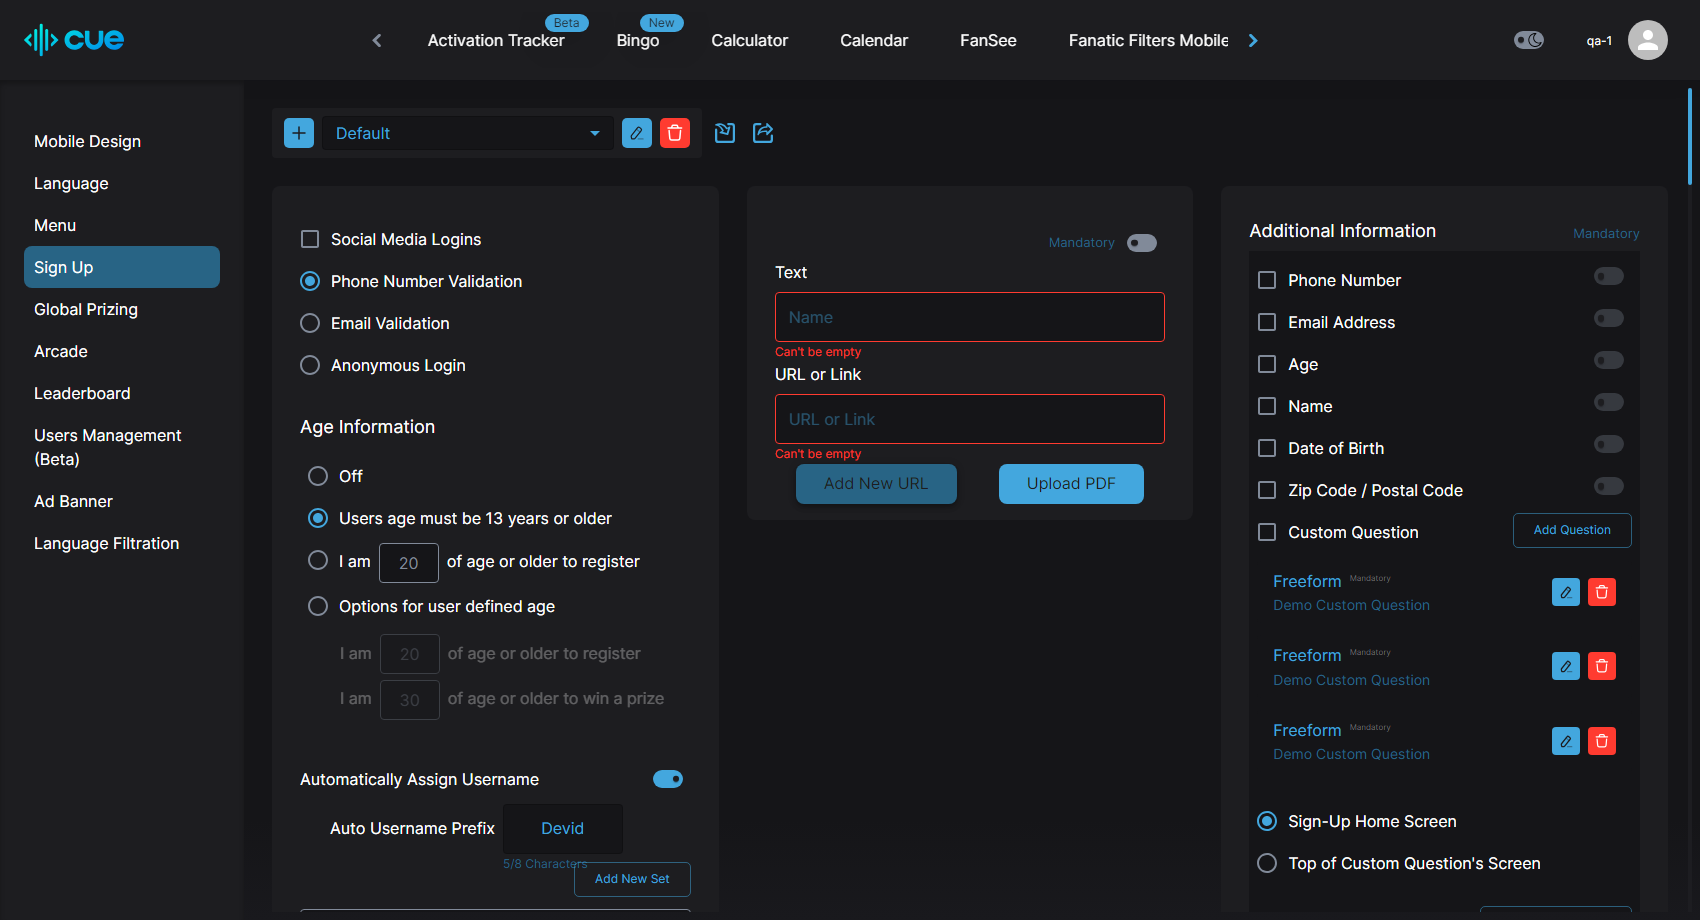 cue
Activation Tracker
Beta
Bingo
New
Calculator
Calendar
FanSee
Fanatic Filters Mobile
qa-1
Mobile Design
Language
Menu
Sign Up
Global Prizing
Arcade
Leaderboard
Users Management
(Beta)
Ad Banner
Language Filtration
Default
Social Media Logins
Phone Number Validation
Email Validation
Anonymous Login
Age Information
Off
Users age must be 13 years or older
I am 20 of age or older to register
Options for user defined age
I am 20 of age or older to register
I am 30 of age or older to win a prize
Automatically Assign Username
Auto Username Prefix Devid
5/8 Characters
Add New Set
Mandatory
Text
Name
Can't be empty
URL or Link
URL or Link
Can't be empty
Add New URL
Upload PDF
Additional Information
Mandatory
Phone Number
Email Address
Age
Name
Date of Birth
Zip Code / Postal Code
Custom Question
Add Question
Freeform Mandatory
Demo Custom Question
Freeform Mandatory
Demo Custom Question
Freeform Mandatory
Demo Custom Question
Sign-Up Home Screen
Top of Custom Question's Screen